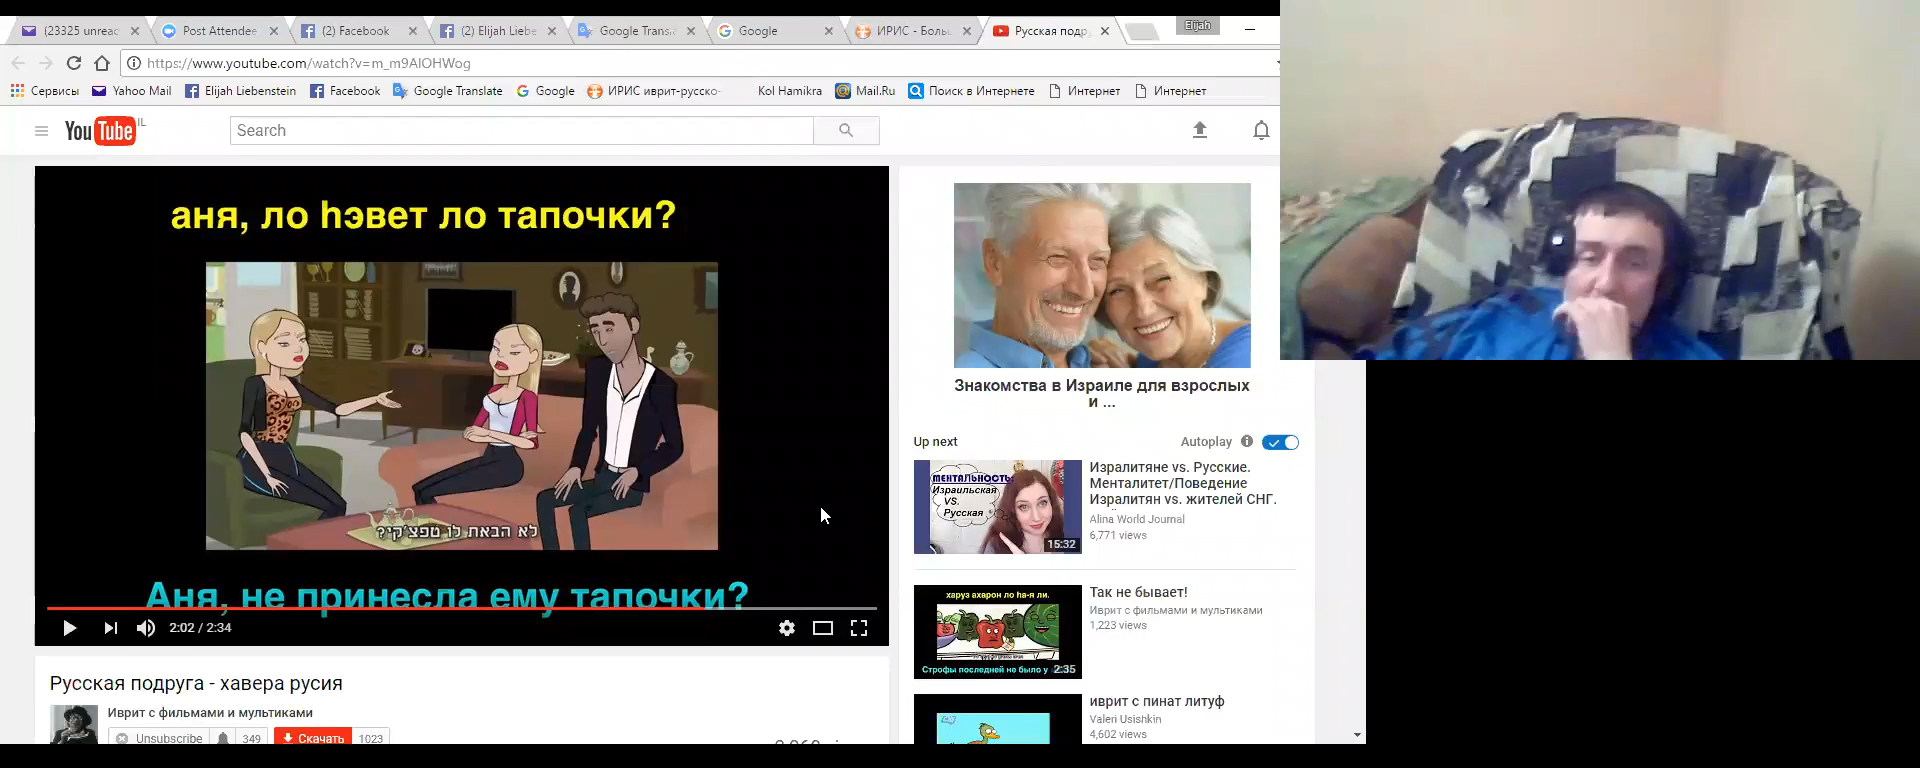 (23325 unread
Post Attendee
(2) Facebook
(2) Elijah Liebe
Google Trans
Google
ИРИС - Боль
Русская подр
Elijah
https://www.youtube.com/watch?v=m_m9AlOHWog
Сервисы
Yahoo Mail
Elijah Liebenstein
Facebook
Google Translate
Google
ИРИС иврит-русско-
Kol Hamikra
Mail.Ru
Поиск в Интернете
Интернет
Интернет
YouTube IL
Search
аня, ло hэвет ло тапочки?
לא הבאת לו טפצ'קי?
Аня, не принесла ему тапочки?
2:02 / 2:34
Русская подруга - хавера русия
Иврит с фильмами и мультиками
Unsubscribe
349
Скачать
1023
Знакомства в Израиле для взрослых
и ...
Up next
Autoplay
МЕНТАЛЬНОСТЬ:
Израильская
VS.
Русская
15:32
Изралитяне vs. Русские.
Менталитет/Поведение
Изралитян vs. жителей СНГ.
Alina World Journal
6,771 views
харуз ахарон ло hа-я ли.
Строфы последней не было у
2:35
Так не бывает!
Иврит с фильмами и мультиками
1,223 views
иврит с пинат литуф
Valeri Usishkin
4,602 views